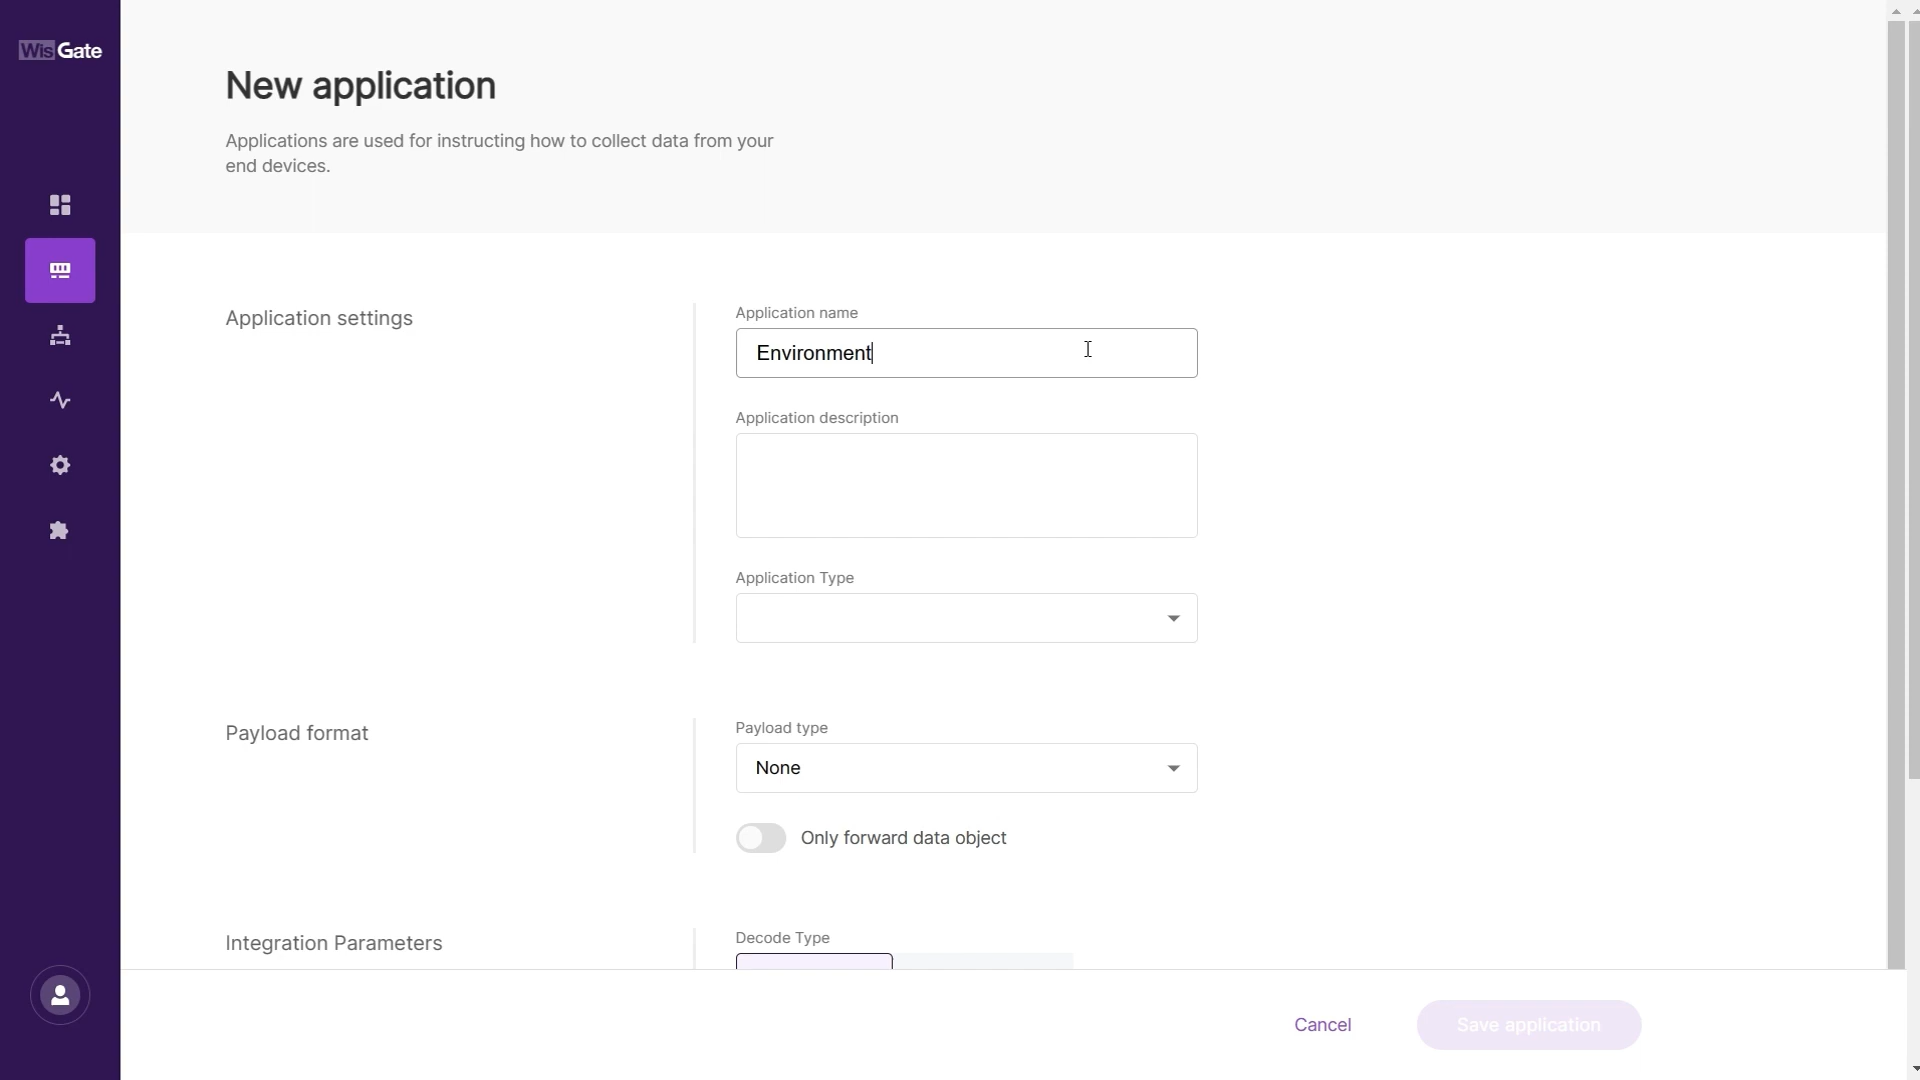 WisGate
New application
Applications are used for instructing how to collect data from your
end devices.
Application settings
Application name
Environment
Application description
Application Type
Payload format
Payload type
None
Only forward data object
Integration Parameters
Decode Type
Cancel
Save application